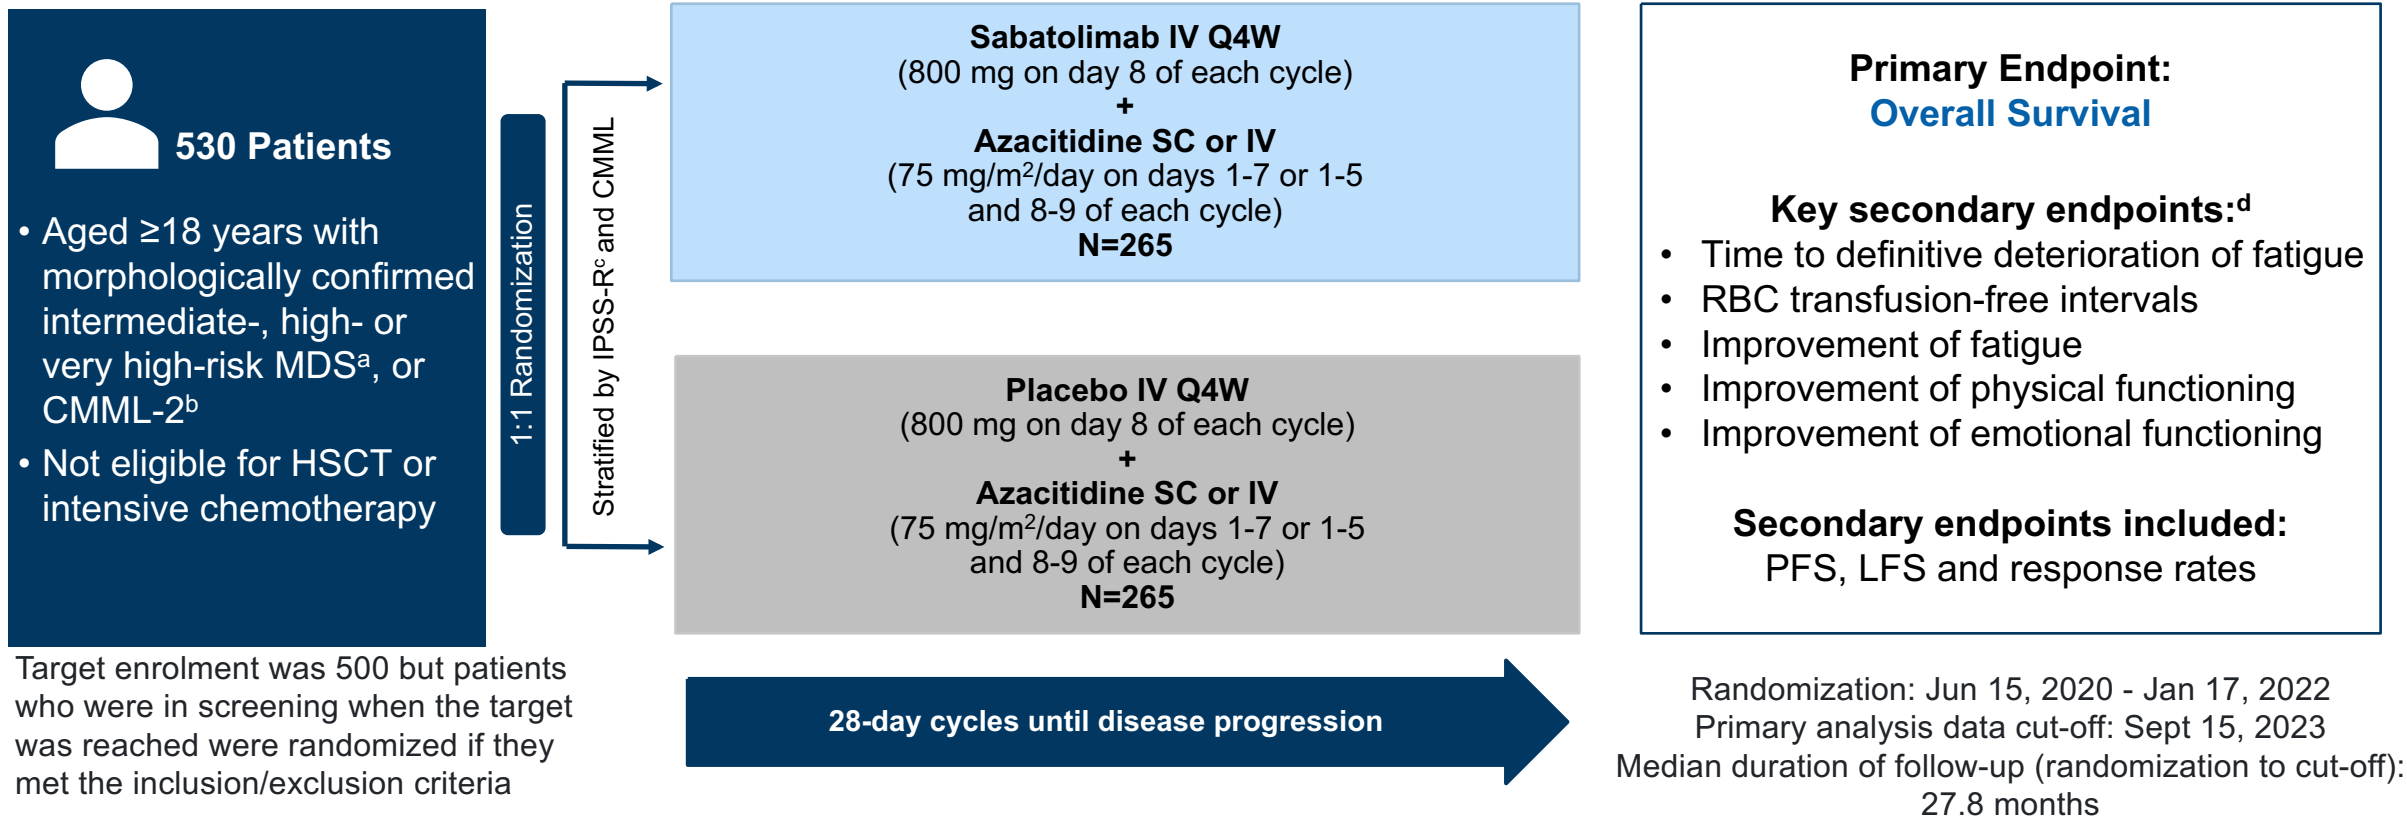 530 Patients
• Aged ≥18 years with
morphologically confirmed
intermediate-, high- or
very high-risk MDSᵃ, or
CMML-2ᵇ
• Not eligible for HSCT or
intensive chemotherapy
Target enrolment was 500 but patients
who were in screening when the target
was reached were randomized if they
met the inclusion/exclusion criteria
1:1 Randomization
Stratified by IPSS-Rᶜ and CMML
Sabatolimab IV Q4W
(800 mg on day 8 of each cycle)
+
Azacitidine SC or IV
(75 mg/m²/day on days 1-7 or 1-5
and 8-9 of each cycle)
N=265
Placebo IV Q4W
(800 mg on day 8 of each cycle)
+
Azacitidine SC or IV
(75 mg/m²/day on days 1-7 or 1-5
and 8-9 of each cycle)
N=265
28-day cycles until disease progression
Primary Endpoint:
Overall Survival
Key secondary endpoints:ᵈ
• Time to definitive deterioration of fatigue
• RBC transfusion-free intervals
• Improvement of fatigue
• Improvement of physical functioning
• Improvement of emotional functioning
Secondary endpoints included:
PFS, LFS and response rates
Randomization: Jun 15, 2020 - Jan 17, 2022
Primary analysis data cut-off: Sept 15, 2023
Median duration of follow-up (randomization to cut-off):
27.8 months